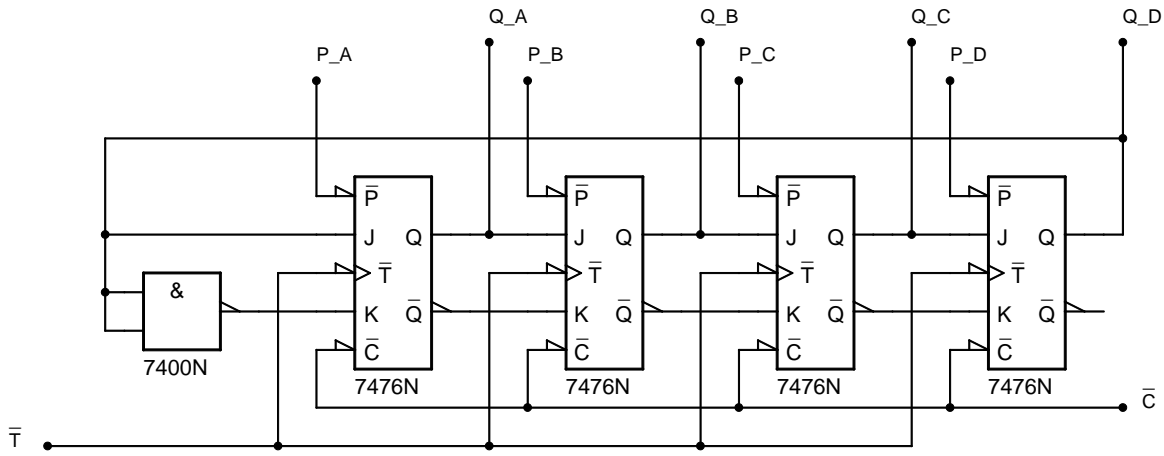 Q_A Q_B Q_C Q_D
P_A P_B P_C P_D
P̅ P̅ P̅ P̅
J Q J Q J Q J Q
T̅ T̅ T̅ T̅
&
K Q̅ K Q̅ K Q̅ K Q̅
C̅ C̅ C̅ C̅
7400N
7476N 7476N 7476N 7476N
C̅
T̅